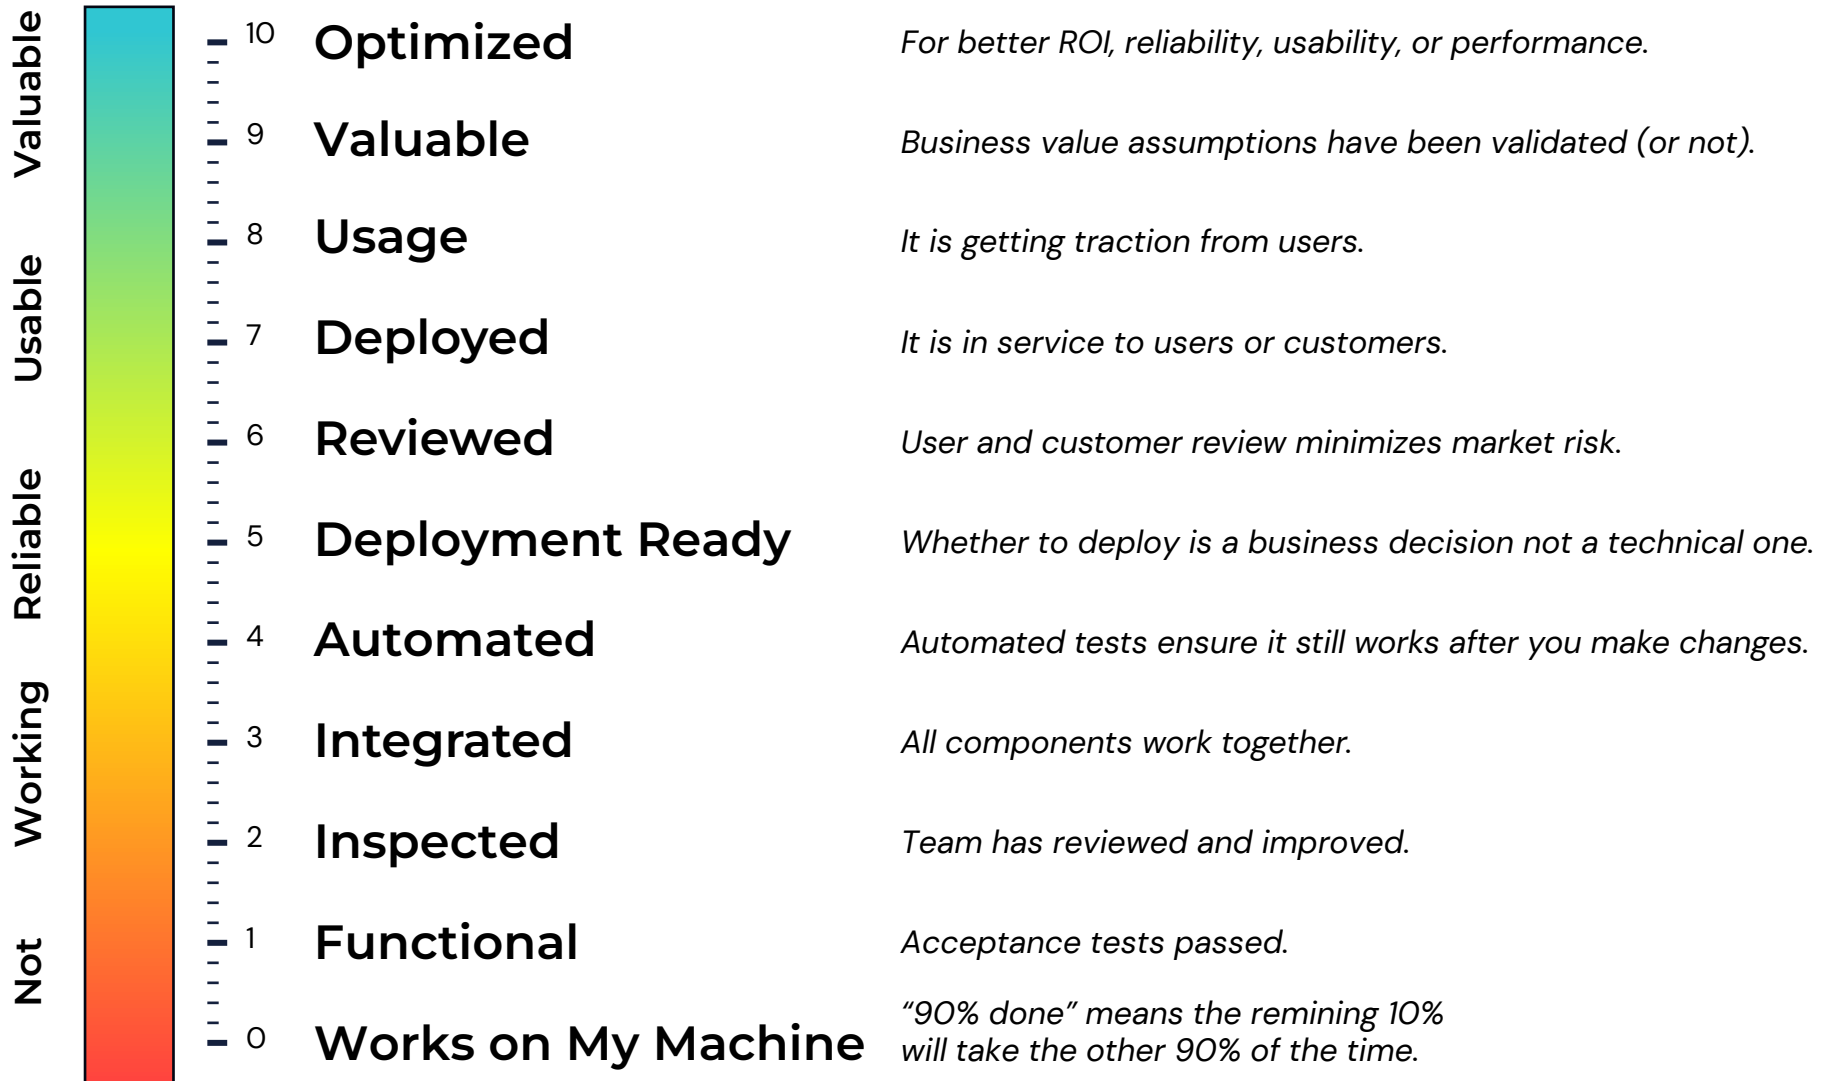 Valuable
10 Optimized For better ROI, reliability, usability, or performance.
9 Valuable Business value assumptions have been validated (or not).
8 Usage It is getting traction from users.
Usable
7 Deployed It is in service to users or customers.
6 Reviewed User and customer review minimizes market risk.
Reliable
5 Deployment Ready Whether to deploy is a business decision not a technical one.
4 Automated Automated tests ensure it still works after you make changes.
Working
3 Integrated All components work together.
2 Inspected Team has reviewed and improved.
Not
1 Functional Acceptance tests passed.
0 Works on My Machine “90% done” means the remining 10%
will take the other 90% of the time.